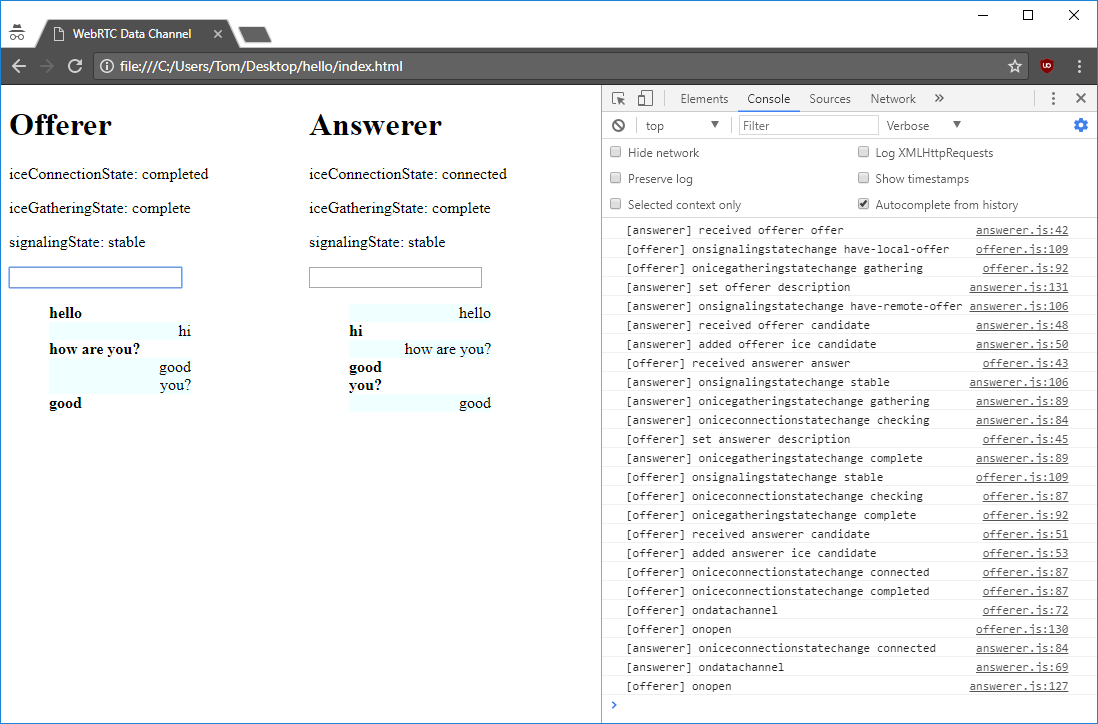 WebRTC Data Channel
file:///C:/Users/Tom/Desktop/hello/index.html
Offerer
iceConnectionState: completed
iceGatheringState: complete
signalingState: stable
hello
hi
how are you?
good
you?
good
Answerer
iceConnectionState: connected
iceGatheringState: complete
signalingState: stable
hello
hi
how are you?
good
you?
good
Elements Console Sources Network »
top Filter Verbose
Hide network Log XMLHttpRequests
Preserve log Show timestamps
Selected context only Autocomplete from history
[answerer] received offerer offer answerer.js:42
[offerer] onsignalingstatechange have-local-offer offerer.js:109
[offerer] onicegatheringstatechange gathering offerer.js:92
[answerer] set offerer description answerer.js:131
[answerer] onsignalingstatechange have-remote-offer answerer.js:106
[answerer] received offerer candidate answerer.js:48
[answerer] added offerer ice candidate answerer.js:50
[offerer] received answerer answer offerer.js:43
[answerer] onsignalingstatechange stable answerer.js:106
[answerer] onicegatheringstatechange gathering answerer.js:89
[answerer] oniceconnectionstatechange checking answerer.js:84
[offerer] set answerer description offerer.js:45
[answerer] onicegatheringstatechange complete answerer.js:89
[offerer] onsignalingstatechange stable offerer.js:109
[offerer] oniceconnectionstatechange checking offerer.js:87
[offerer] onicegatheringstatechange complete offerer.js:92
[offerer] received answerer candidate offerer.js:51
[offerer] added answerer ice candidate offerer.js:53
[offerer] oniceconnectionstatechange connected offerer.js:87
[offerer] oniceconnectionstatechange completed offerer.js:87
[offerer] ondatachannel offerer.js:72
[offerer] onopen offerer.js:130
[answerer] oniceconnectionstatechange connected answerer.js:84
[answerer] ondatachannel answerer.js:69
[offerer] onopen answerer.js:127